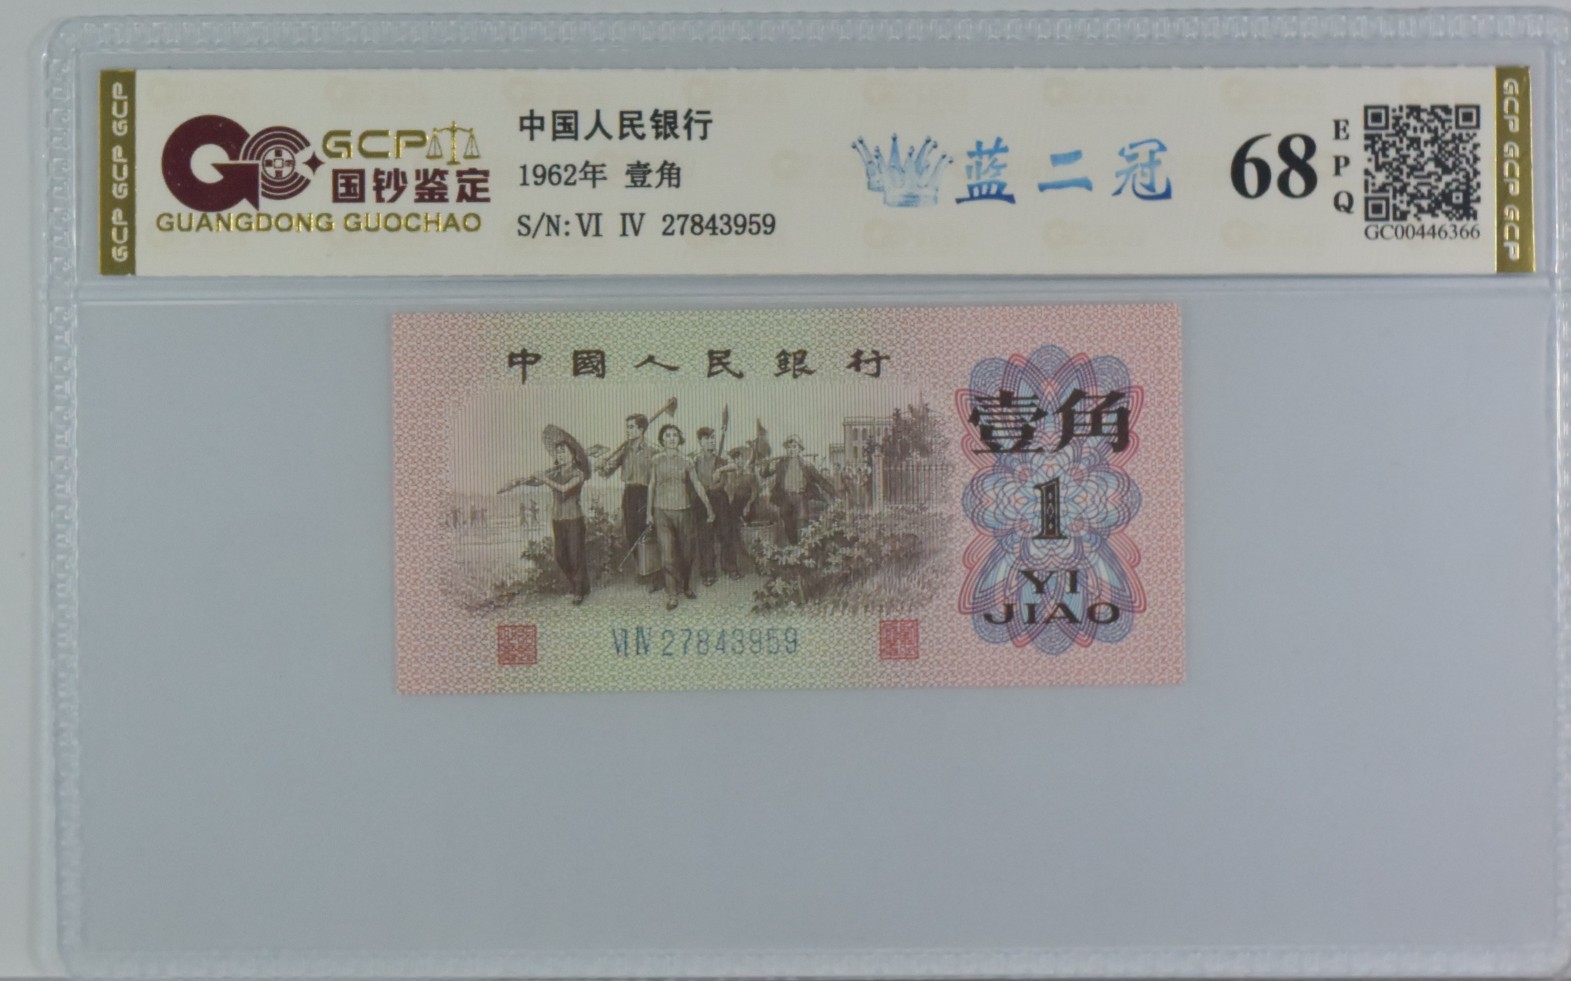 GCP GCP GCP
GCP
国钞鉴定
GUANGDONG GUOCHAO
中国人民银行
1962年 壹角
S/N: VI IV 27843959
蓝二冠
68
EPQ
GC00446366
GCP GCP GCP
中國人民銀行
壹角
1
YI
JIAO
VI IV 27843959